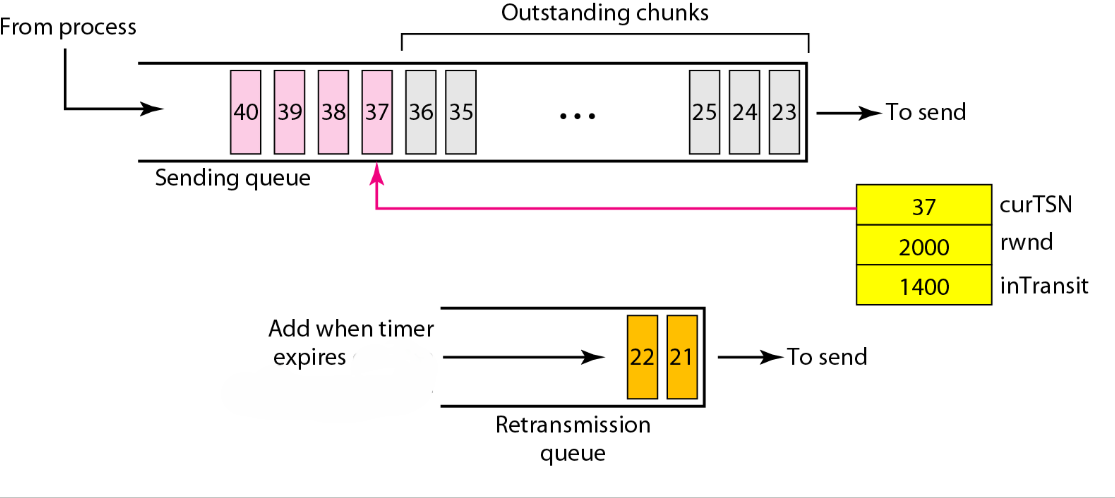 Outstanding chunks
From process
40 39 38 37 36 35 ... 25 24 23
To send
Sending queue
37 curTSN
2000 rwnd
1400 inTransit
Add when timer
expires
22 21
To send
Retransmission
queue